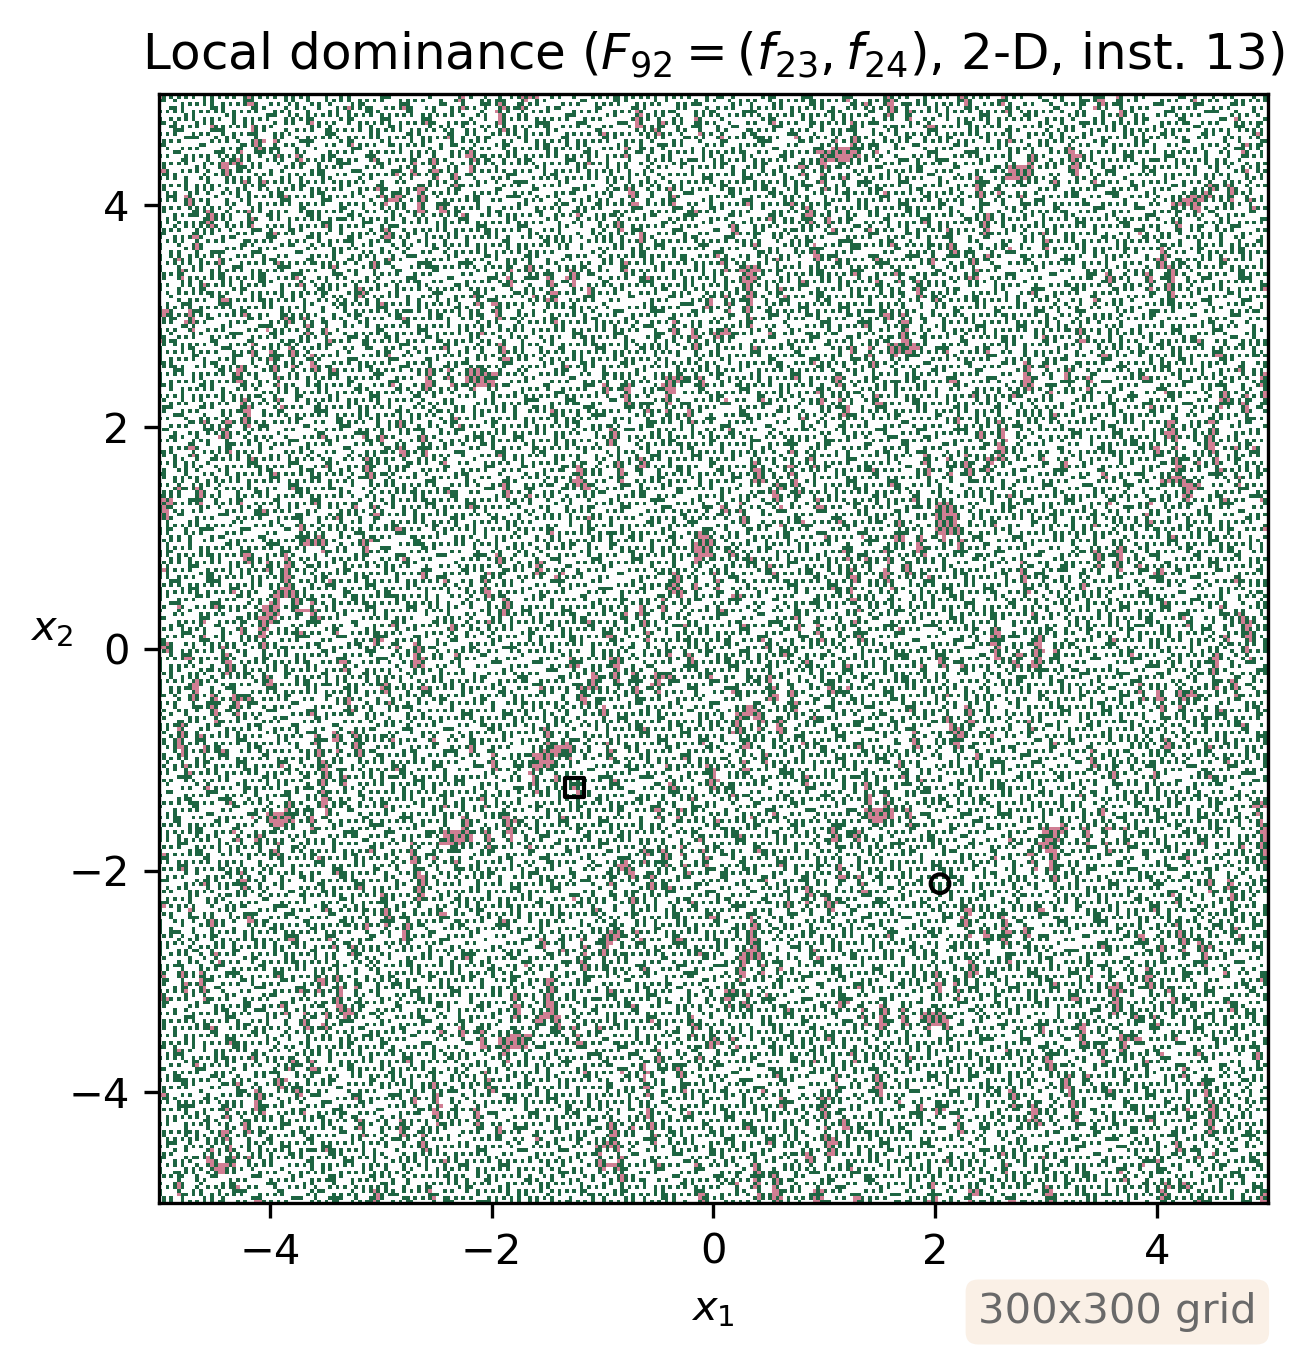 Local dominance (F₉₂ = (f₂₃, f₂₄), 2-D, inst. 13)
4
2
x₂ 0
−2
−4
−4 −2 0 2 4
x₁
300x300 grid